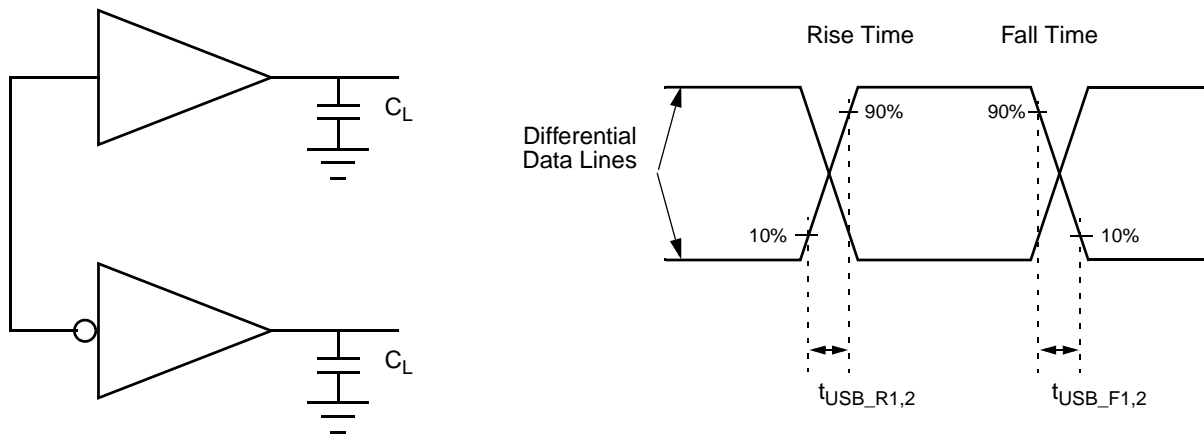 Rise Time
Fall Time
C_L
90%
90%
Differential
Data Lines
10%
10%
C_L
t_USB_R1,2
t_USB_F1,2